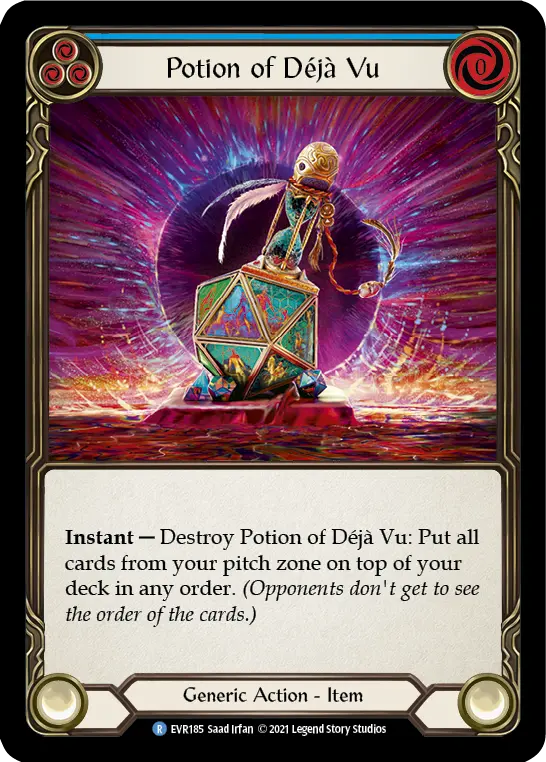 Potion of Déjà Vu
0
Instant — Destroy Potion of Déjà Vu: Put all
cards from your pitch zone on top of your
deck in any order. (Opponents don't get to see
the order of the cards.)
Generic Action - Item
R EVR185 Saad Irfan © 2021 Legend Story Studios